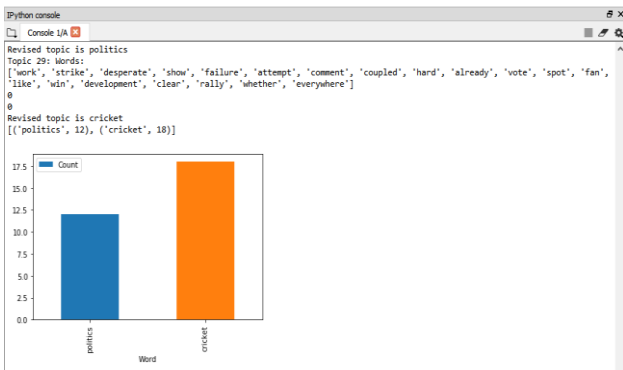 IPython console
Console 1/A
Revised topic is politics
Topic 29: Words:
['work', 'strike', 'desperate', 'show', 'failure', 'attempt', 'comment', 'coupled', 'hard', 'already', 'vote', 'spot', 'fan',
'like', 'win', 'development', 'clear', 'rally', 'whether', 'everywhere']
0
0
Revised topic is cricket
[('politics', 12), ('cricket', 18)]
Count
17.5
15.0
12.5
10.0
7.5
5.0
2.5
0.0
politics
cricket
Word